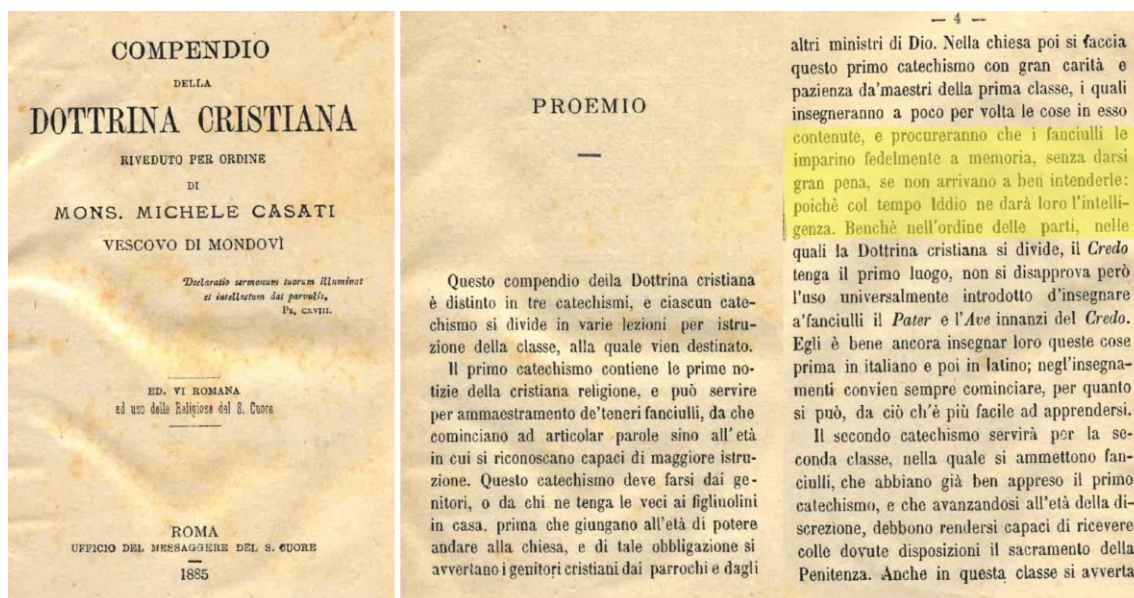 COMPENDIO
DELLA
DOTTRINA CRISTIANA
RIVEDUTO PER ORDINE
DI
MONS. MICHELE CASATI
VESCOVO DI MONDOVÌ
Declaratio sermonum tuorum illuminat
et intellectum dat parvulis,
Ps, CXVIII.
ED. VI ROMANA
ad uso delle Religiose del S. Cuore
ROMA
UFFICIO DEL MESSAGGERE DEL S. CUORE
1885
PROEMIO
Questo compendio della Dottrina cristiana
è distinto in tre catechismi, e ciascun cate-
chismo si divide in varie lezioni per istru-
zione della classe, alla quale vien destinato.
Il primo catechismo contiene le prime no-
tizie della cristiana religione, e può servire
per ammaestramento de'teneri fanciulli, da che
cominciano ad articolar parole sino all'età
in cui si riconoscano capaci di maggiore istru-
zione. Questo catechismo deve farsi dai ge-
nitori, o da chi ne tenga le veci ai figliuolini
in casa. prima che giungano all'età di potere
andare alla chiesa, e di tale obbligazione si
avvertano i genitori cristiani dai parrochi e dagli
— 4 —
altri ministri di Dio. Nella chiesa poi si faccia
questo primo catechismo con gran carità e
pazienza da'maestri della prima classe, i quali
insegneranno a poco per volta le cose in esso
contenute, e procureranno che i fanciulli le
imparino fedelmente a memoria, senza darsi
gran pena, se non arrivano a ben intenderle:
poichè col tempo Iddio ne darà loro l'intelli-
genza. Benchè nell'ordine delle parti, nelle
quali la Dottrina cristiana si divide, il Credo
tenga il primo luogo, non si disapprova però
l'uso universalmente introdotto d'insegnare
a'fanciulli il Pater e l'Ave innanzi del Credo.
Egli è bene ancora insegnar loro queste cose
prima in italiano e poi in latino; negl'insegna-
menti convien sempre cominciare, per quanto
si può, da ciò ch'è più facile ad apprendersi.
Il secondo catechismo servirà per la se-
conda classe, nella quale si ammettono fan-
ciulli, che abbiano già ben appreso il primo
catechismo, e che avanzandosi all'età della di-
screzione, debbono rendersi capaci di ricevere
colle dovute disposizioni il sacramento della
Penitenza. Anche in questa classe si avverta